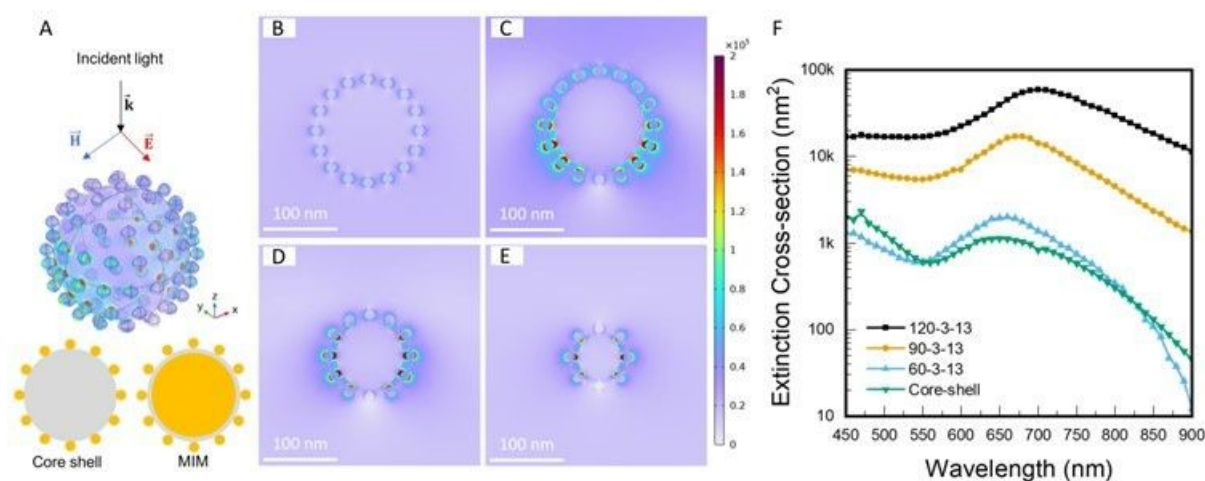 A
Incident light
k
H
E
z
y
x
Core shell
MIM
B
100 nm
C
100 nm
D
100 nm
E
100 nm
×10⁵
2
1.8
1.6
1.4
1.2
1
0.8
0.6
0.4
0.2
0
F
Extinction Cross-section (nm²)
100k
10k
1k
100
10
120-3-13
90-3-13
60-3-13
Core-shell
450 500 550 600 650 700 750 800 850 900
Wavelength (nm)